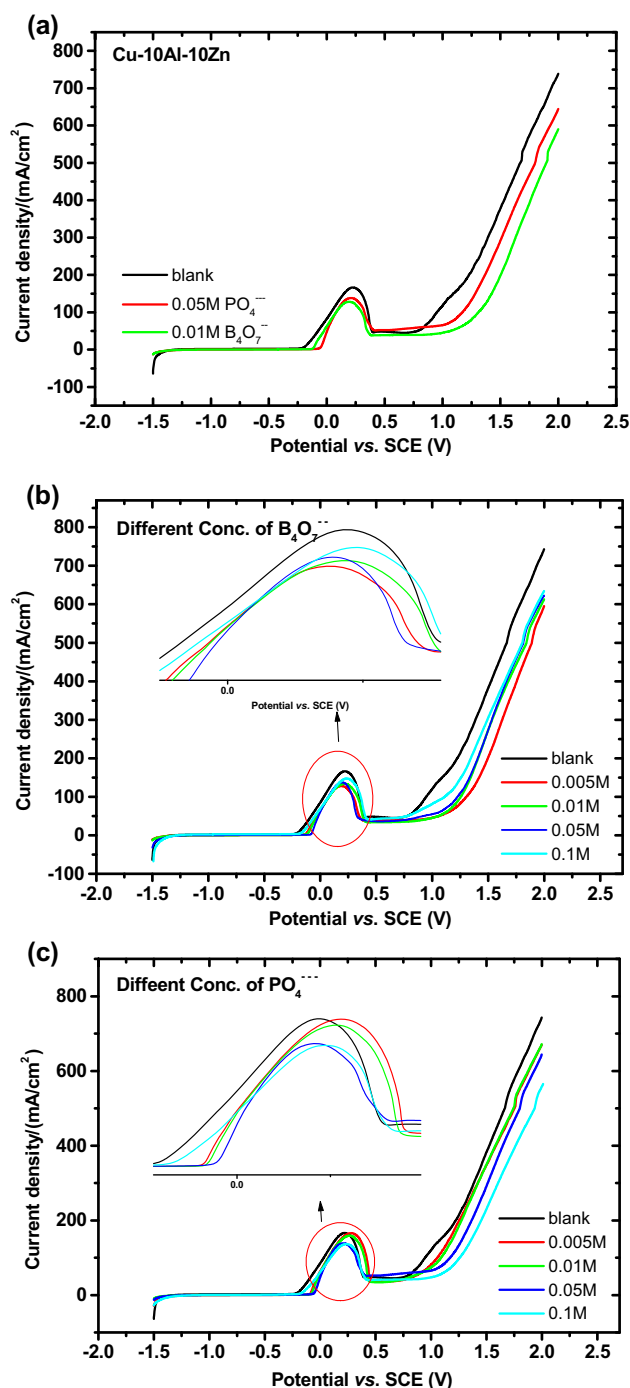 (a)
Cu-10Al-10Zn
800
700
600
500
400
300
200
100
0
-100
Current density/(mA/cm²)
blank
0.05M PO₄⁻⁻⁻
0.01M B₄O₇⁻⁻
-2.0 -1.5 -1.0 -0.5 0.0 0.5 1.0 1.5 2.0 2.5
Potential vs. SCE (V)
(b)
Different Conc. of B₄O₇⁻⁻
800
700
600
500
400
300
200
100
0
-100
Current density/(mA/cm²)
0.0
Potential vs. SCE (V)
blank
0.005M
0.01M
0.05M
0.1M
-2.0 -1.5 -1.0 -0.5 0.0 0.5 1.0 1.5 2.0 2.5
Potential vs. SCE (V)
(c)
Diffeent Conc. of PO₄⁻⁻⁻
800
600
400
200
0
Current density/(mA/cm²)
0.0
blank
0.005M
0.01M
0.05M
0.1M
-2.0 -1.5 -1.0 -0.5 0.0 0.5 1.0 1.5 2.0 2.5
Potential vs. SCE (V)